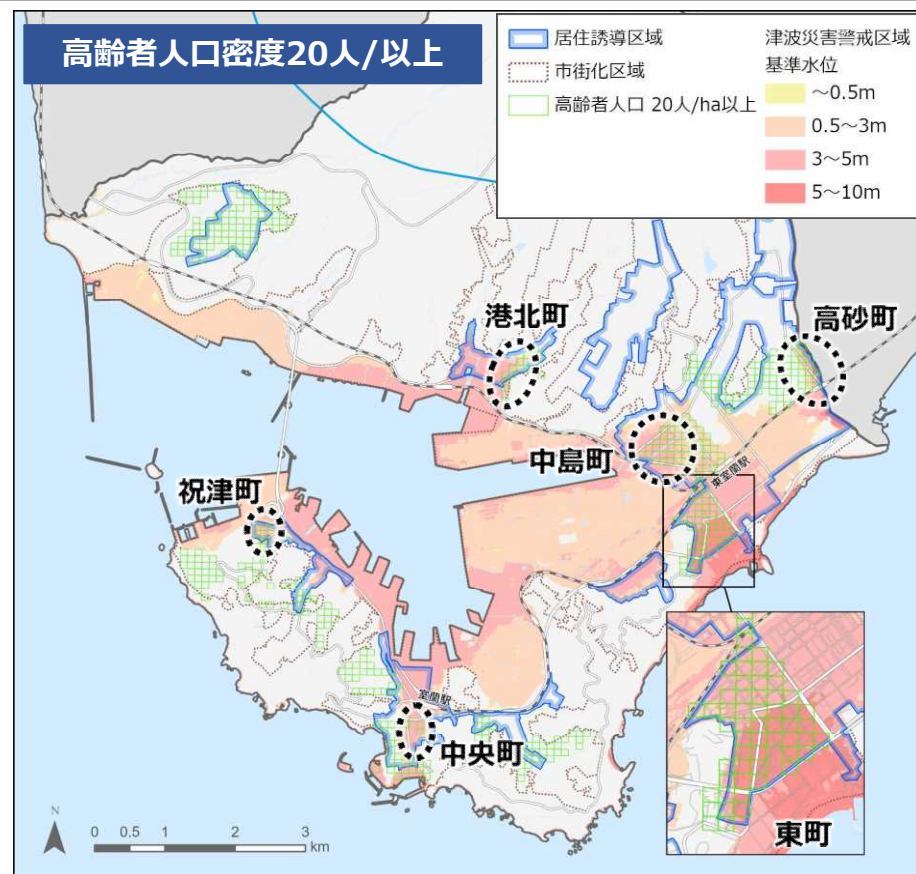 高齢者人口密度20人/以上
居住誘導区域
市街化区域
高齢者人口 20人/ha以上
津波災害警戒区域
基準水位
～0.5m
0.5～3m
3～5m
5～10m
港北町
高砂町
中島町
東室蘭駅
祝津町
室蘭駅
中央町
東町
N
0 0.5 1 2 3
km